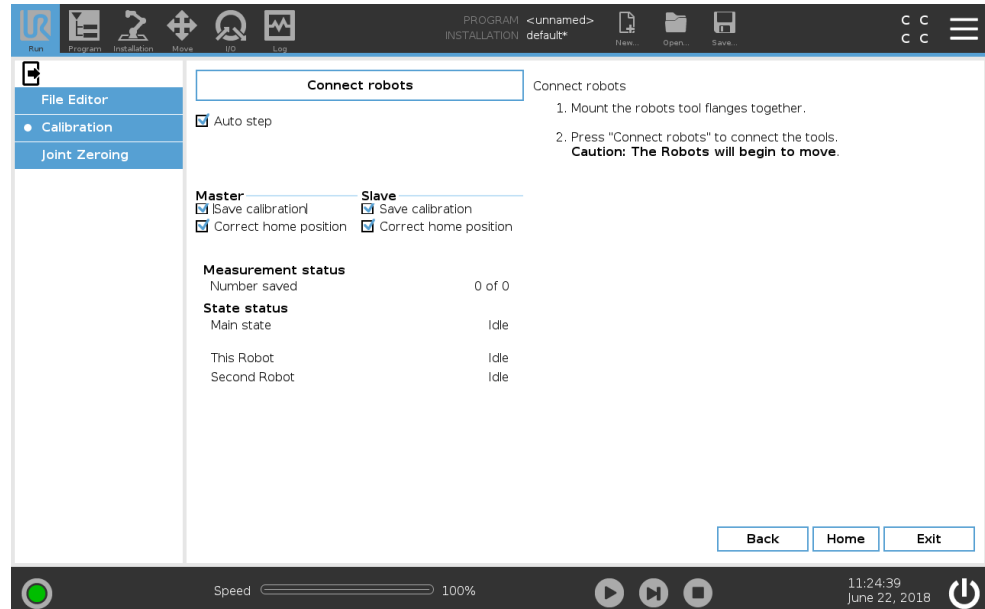 UR
PROGRAM <unnamed>
INSTALLATION default*
Run Program Installation Move I/O Log New... Open... Save...
C C
C C
File Editor
Calibration
Joint Zeroing
Connect robots
Auto step
Master Slave
Save calibration Save calibration
Correct home position Correct home position
Measurement status
Number saved 0 of 0
State status
Main state Idle
This Robot Idle
Second Robot Idle
Connect robots
1. Mount the robots tool flanges together.
2. Press "Connect robots" to connect the tools.
Caution: The Robots will begin to move.
Back Home Exit
Speed 100%
11:24:39
June 22, 2018